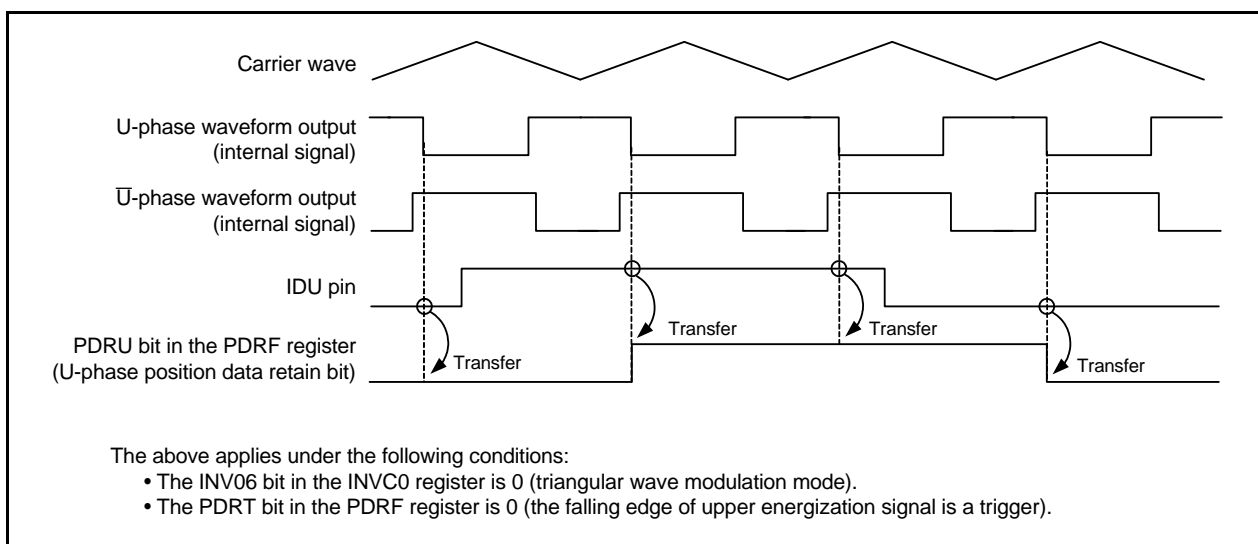 Carrier wave
U-phase waveform output
(internal signal)
U̅-phase waveform output
(internal signal)
IDU pin
Transfer
Transfer
PDRU bit in the PDRF register
(U-phase position data retain bit)
Transfer
Transfer
The above applies under the following conditions:
• The INV06 bit in the INVC0 register is 0 (triangular wave modulation mode).
• The PDRT bit in the PDRF register is 0 (the falling edge of upper energization signal is a trigger).